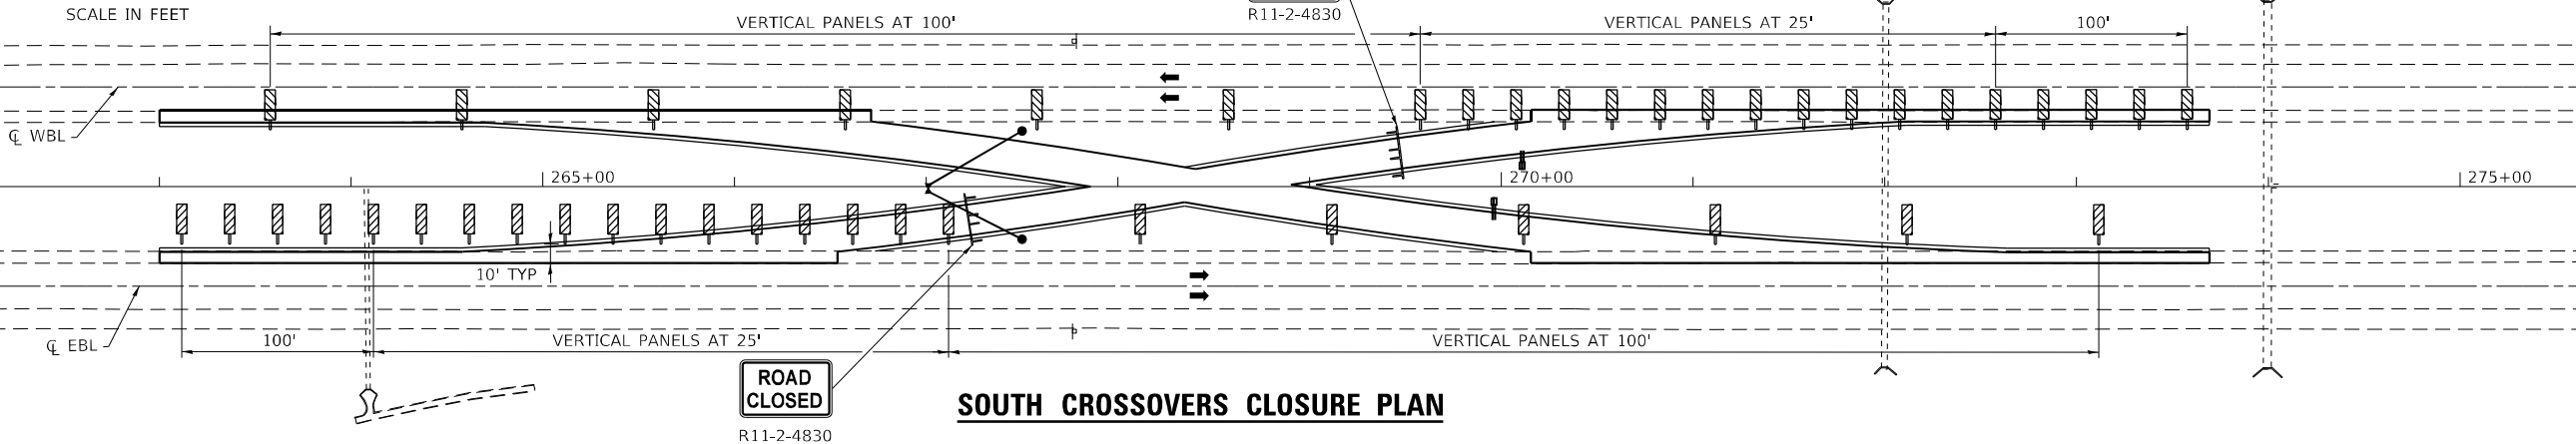 SCALE IN FEET
VERTICAL PANELS AT 100'
R11-2-4830
VERTICAL PANELS AT 25'
100'
℄ WBL
265+00
270+00
275+00
10' TYP
℄ EBL
100'
VERTICAL PANELS AT 25'
VERTICAL PANELS AT 100'
ROAD
CLOSED
R11-2-4830
SOUTH CROSSOVERS CLOSURE PLAN